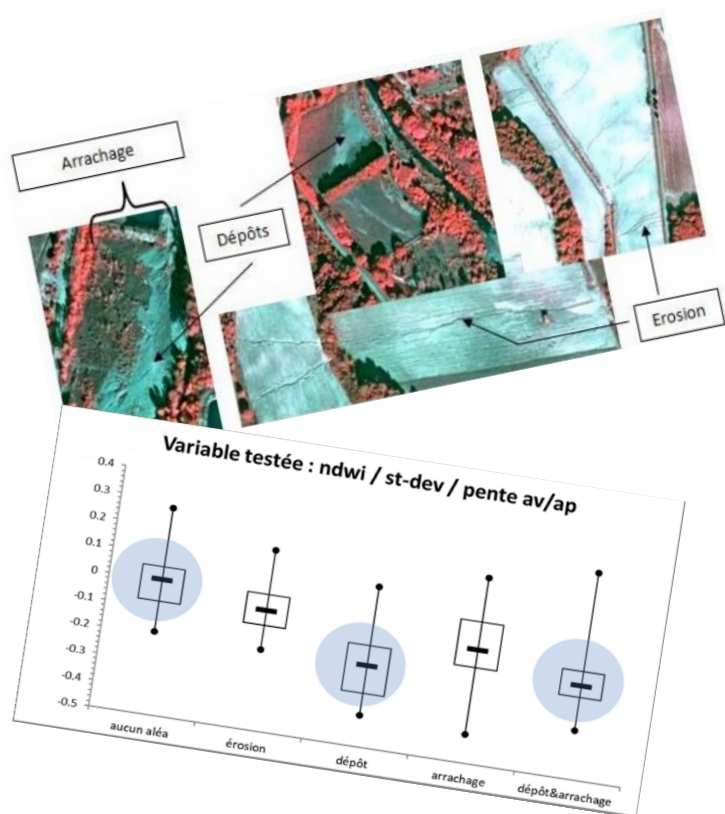 Arrachage
Dépôts
Erosion
Variable testée : ndwi / st-dev / pente av/ap
0.4
0.3
0.2
0.1
0
-0.1
-0.2
-0.3
-0.4
-0.5
aucun aléa
érosion
dépôt
arrachage
dépôt&arrachage